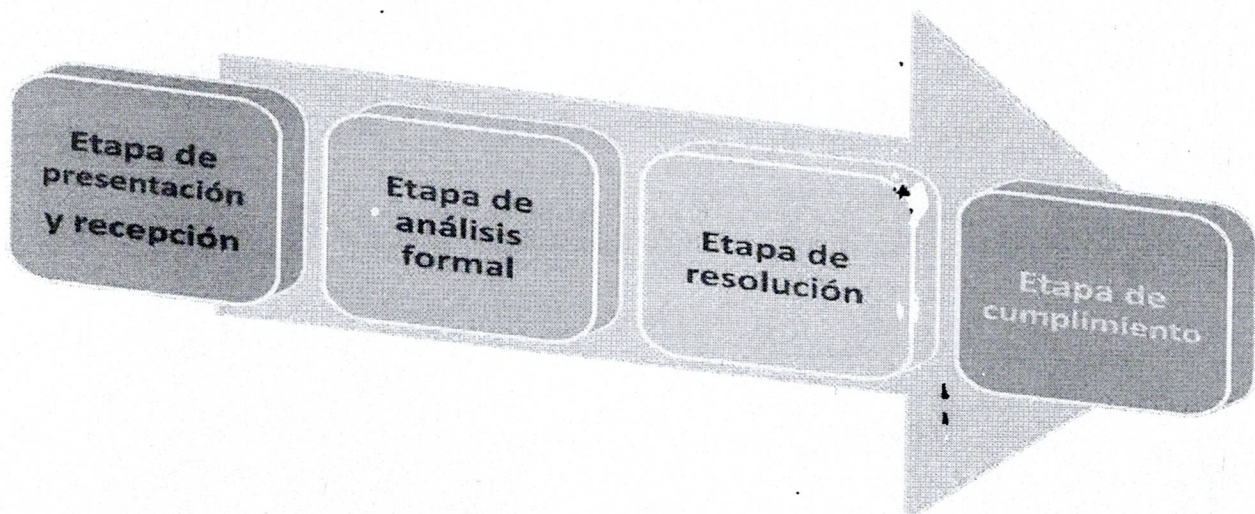 Etapa de
presentación
y recepción
Etapa de
análisis
formal
Etapa de
resolución
Etapa de
cumplimiento